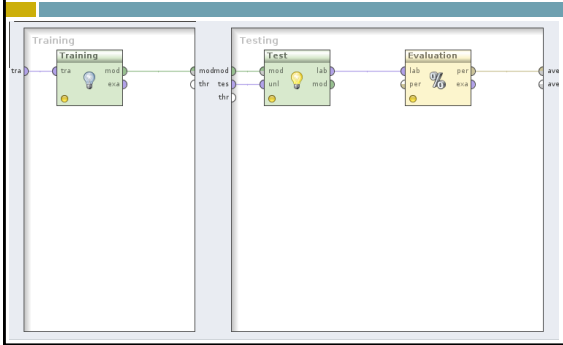 Training
Testing
Training
tra
tra
mod
exa
mod
thr
Test
mod
tes
thr
mod
unl
lab
mod
Evaluation
lab
per
%
per
exa
ave
ave